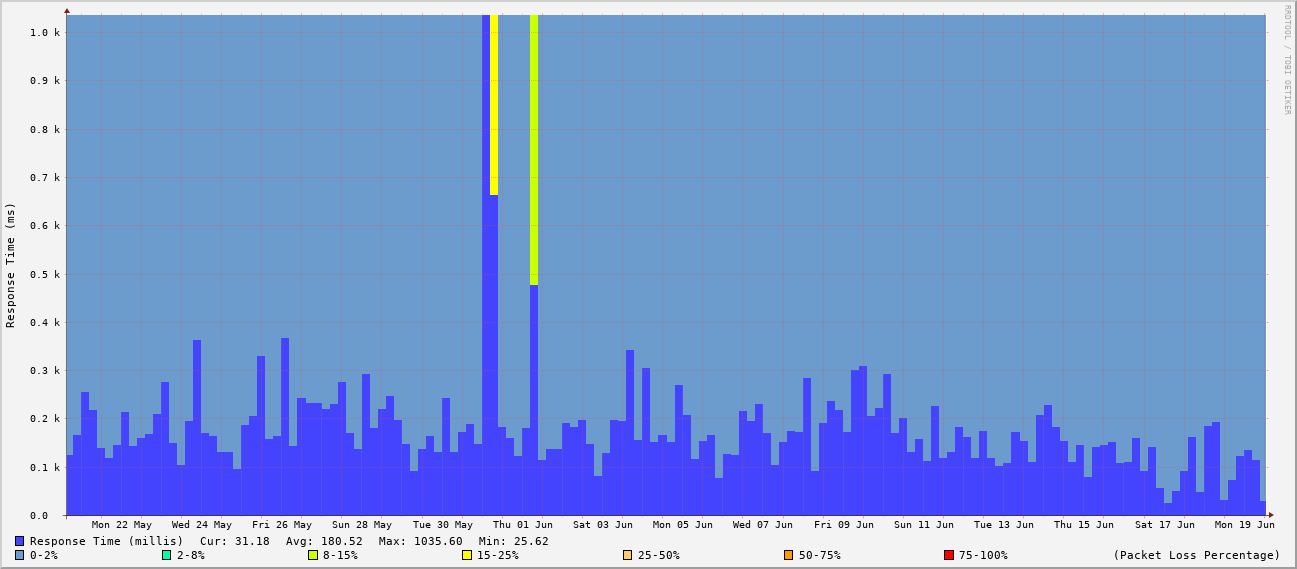 RRDTOOL / TOBI OETIKER
Response Time (ms)
1.0 k
0.9 k
0.8 k
0.7 k
0.6 k
0.5 k
0.4 k
0.3 k
0.2 k
0.1 k
0.0
Mon 22 May Wed 24 May Fri 26 May Sun 28 May Tue 30 May Thu 01 Jun Sat 03 Jun Mon 05 Jun Wed 07 Jun Fri 09 Jun Sun 11 Jun Tue 13 Jun Thu 15 Jun Sat 17 Jun Mon 19 Jun
Response Time (millis) Cur: 31.18 Avg: 180.52 Max: 1035.60 Min: 25.62
0-2% 2-8% 8-15% 15-25% 25-50% 50-75% 75-100% (Packet Loss Percentage)